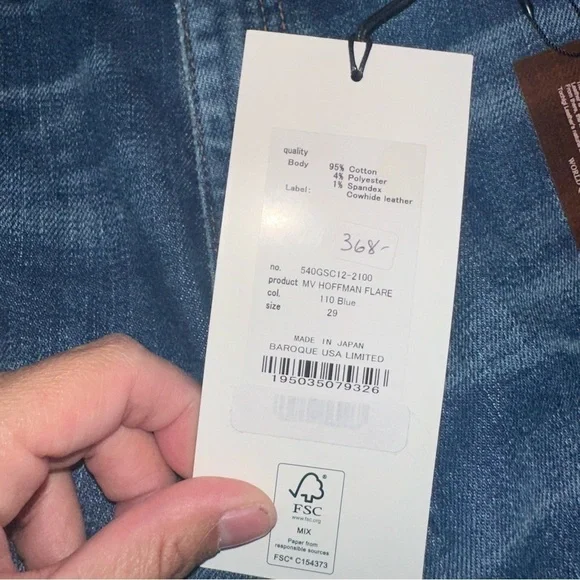 quality
Body 95% Cotton
4% Polyester
1% Spandex
Label: Cowhide leather
368-
no. 540GSC12-2100
product MV HOFFMAN FLARE
col. 110 Blue
size 29
MADE IN JAPAN
BAROQUE USA LIMITED
195035079326
FSC
www.fsc.org
MIX
Paper from
responsible sources
FSC® C154373